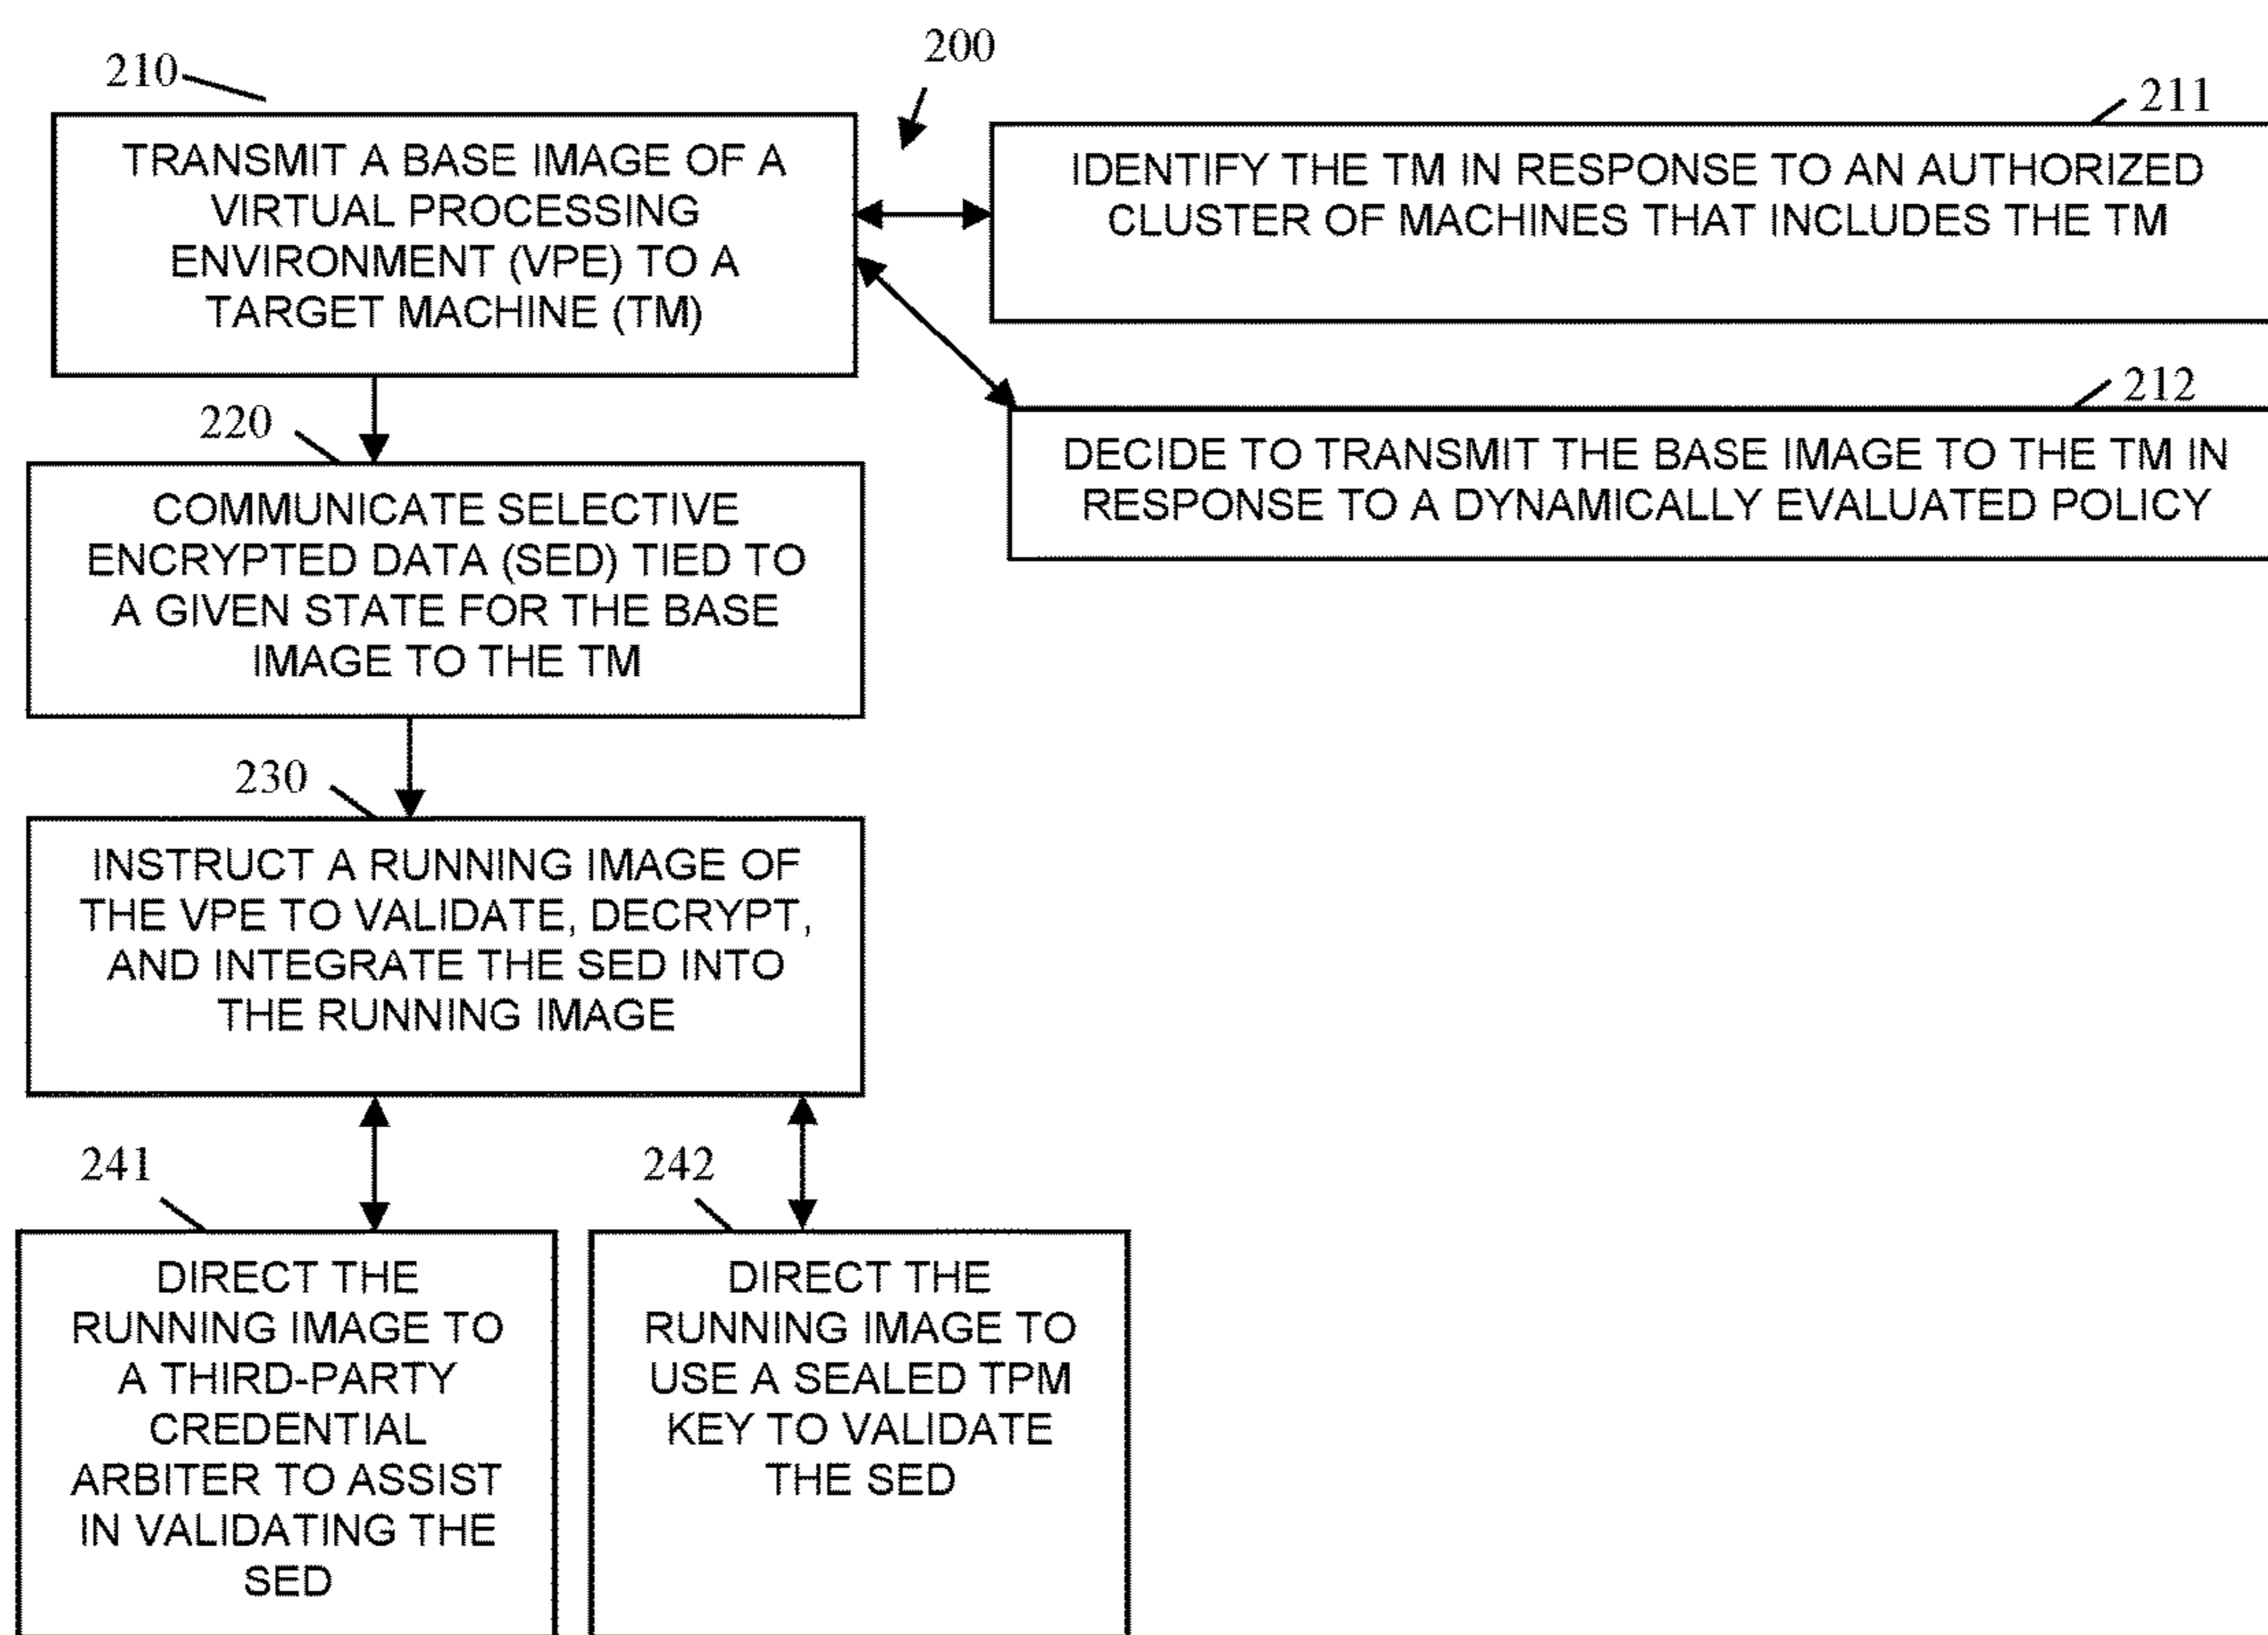 200
210
TRANSMIT A BASE IMAGE OF A
VIRTUAL PROCESSING
ENVIRONMENT (VPE) TO A
TARGET MACHINE (TM)
211
IDENTIFY THE TM IN RESPONSE TO AN AUTHORIZED
CLUSTER OF MACHINES THAT INCLUDES THE TM
212
DECIDE TO TRANSMIT THE BASE IMAGE TO THE TM IN
RESPONSE TO A DYNAMICALLY EVALUATED POLICY
220
COMMUNICATE SELECTIVE
ENCRYPTED DATA (SED) TIED TO
A GIVEN STATE FOR THE BASE
IMAGE TO THE TM
230
INSTRUCT A RUNNING IMAGE OF
THE VPE TO VALIDATE, DECRYPT,
AND INTEGRATE THE SED INTO
THE RUNNING IMAGE
241
DIRECT THE
RUNNING IMAGE TO
A THIRD-PARTY
CREDENTIAL
ARBITER TO ASSIST
IN VALIDATING THE
SED
242
DIRECT THE
RUNNING IMAGE TO
USE A SEALED TPM
KEY TO VALIDATE
THE SED